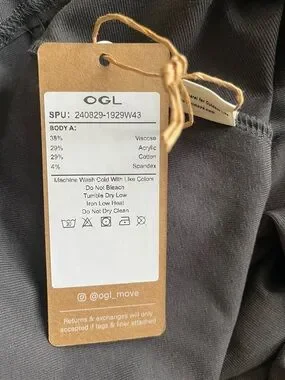 OGL
SPU: 240829-1929W43
BODY A:
38% Viscose
29% Acrylic
29% Cotton
4% Spandex
Machine Wash Cold With Like Colors
Do Not Bleach
Tumble Dry Low
Iron Low Heat
Do Not Dry Clean
@ogl_move
Returns & exchanges will only
accepted if tags & liner attached